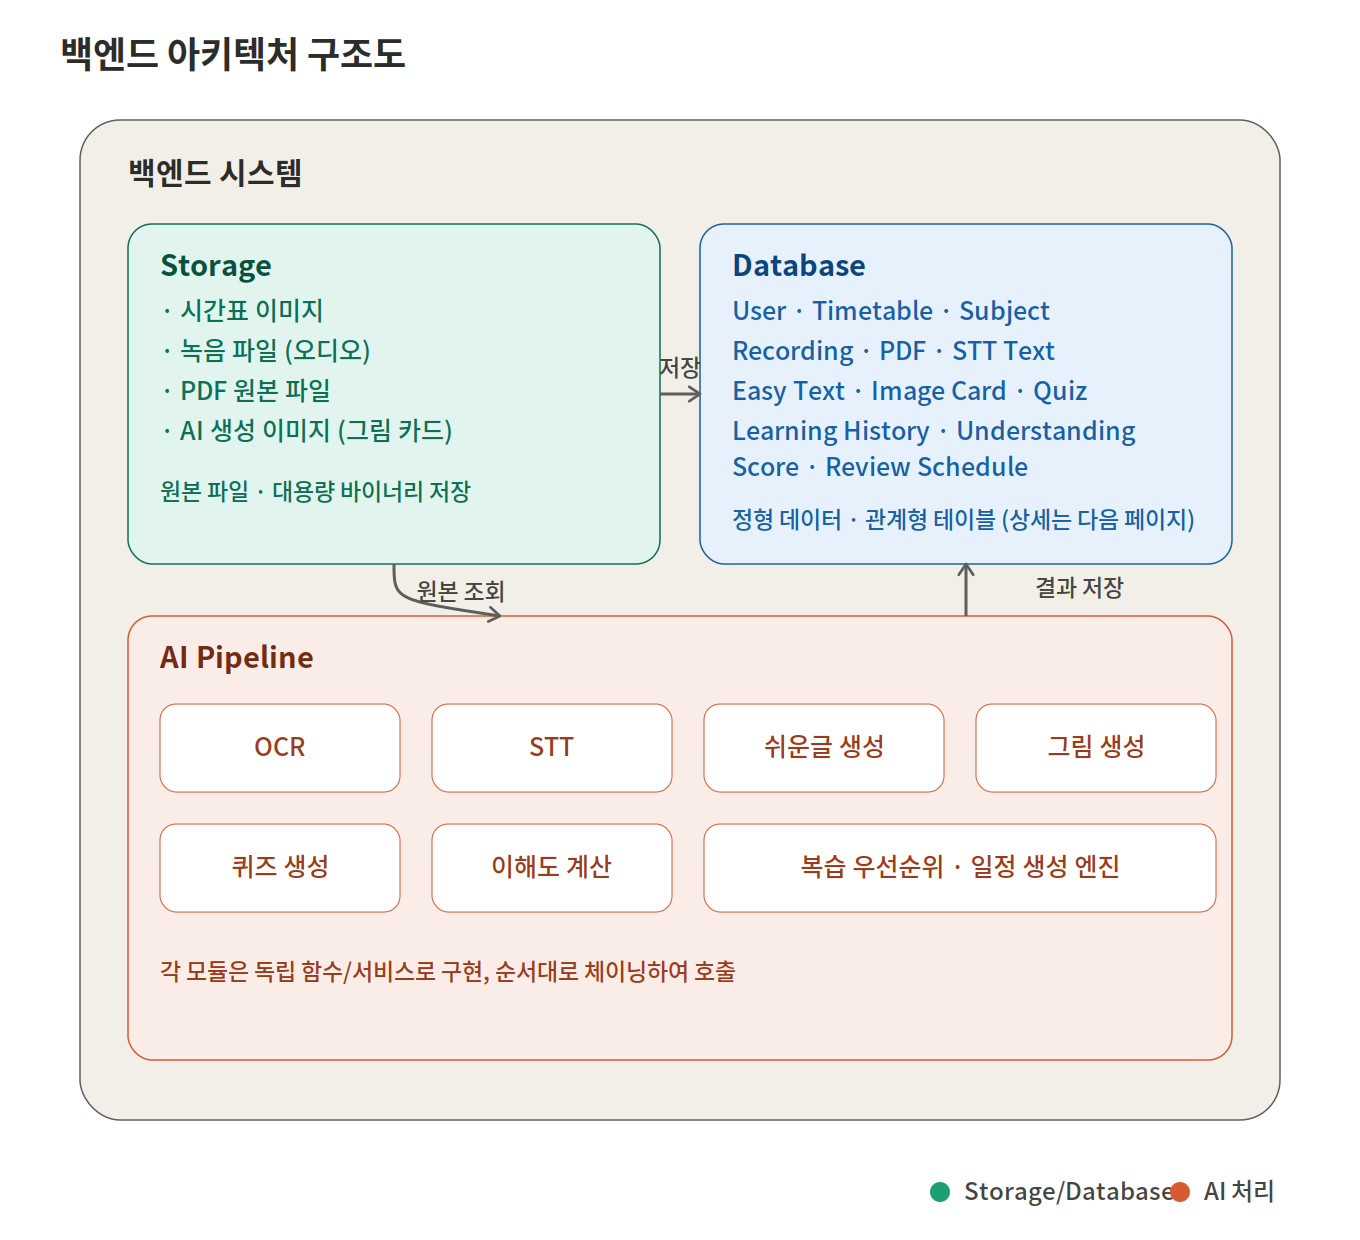 백엔드 아키텍처 구조도
백엔드 시스템
Storage
· 시간표 이미지
· 녹음 파일 (오디오)
· PDF 원본 파일
· AI 생성 이미지 (그림 카드)
원본 파일 · 대용량 바이너리 저장
저장
Database
User · Timetable · Subject
Recording · PDF · STT Text
Easy Text · Image Card · Quiz
Learning History · Understanding
Score · Review Schedule
정형 데이터 · 관계형 테이블 (상세는 다음 페이지)
원본 조회
결과 저장
AI Pipeline
OCR
STT
쉬운글 생성
그림 생성
퀴즈 생성
이해도 계산
복습 우선순위 · 일정 생성 엔진
각 모듈은 독립 함수/서비스로 구현, 순서대로 체이닝하여 호출
Storage/Database
AI 처리